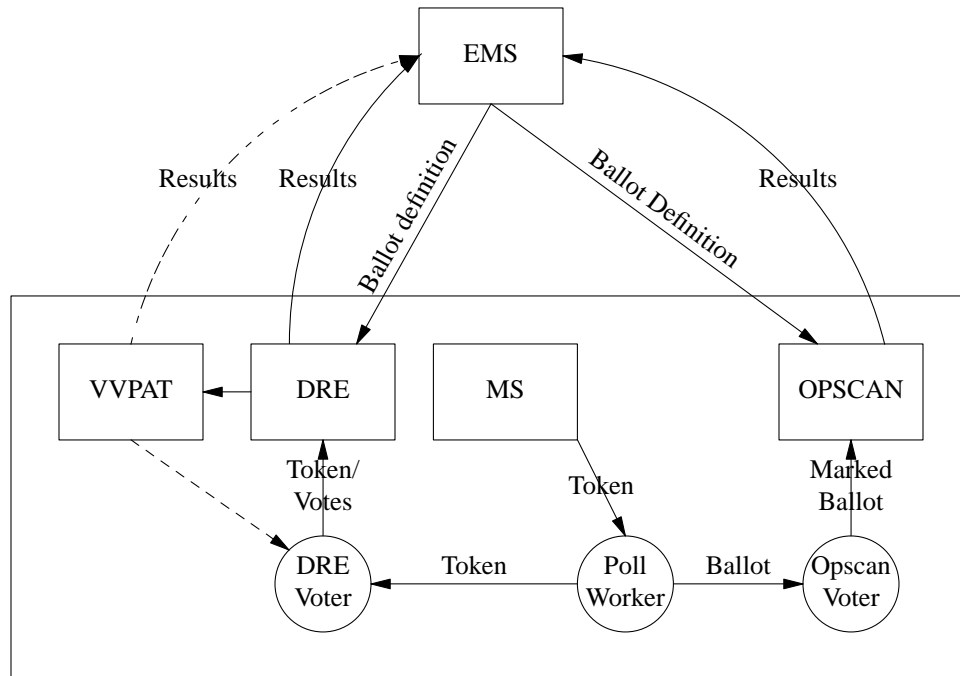 EMS
Results
Results
Ballot definition
Ballot Definition
Results
VVPAT
DRE
MS
OPSCAN
Token/
Votes
Token
Marked
Ballot
DRE
Voter
Token
Poll
Worker
Ballot
Opscan
Voter